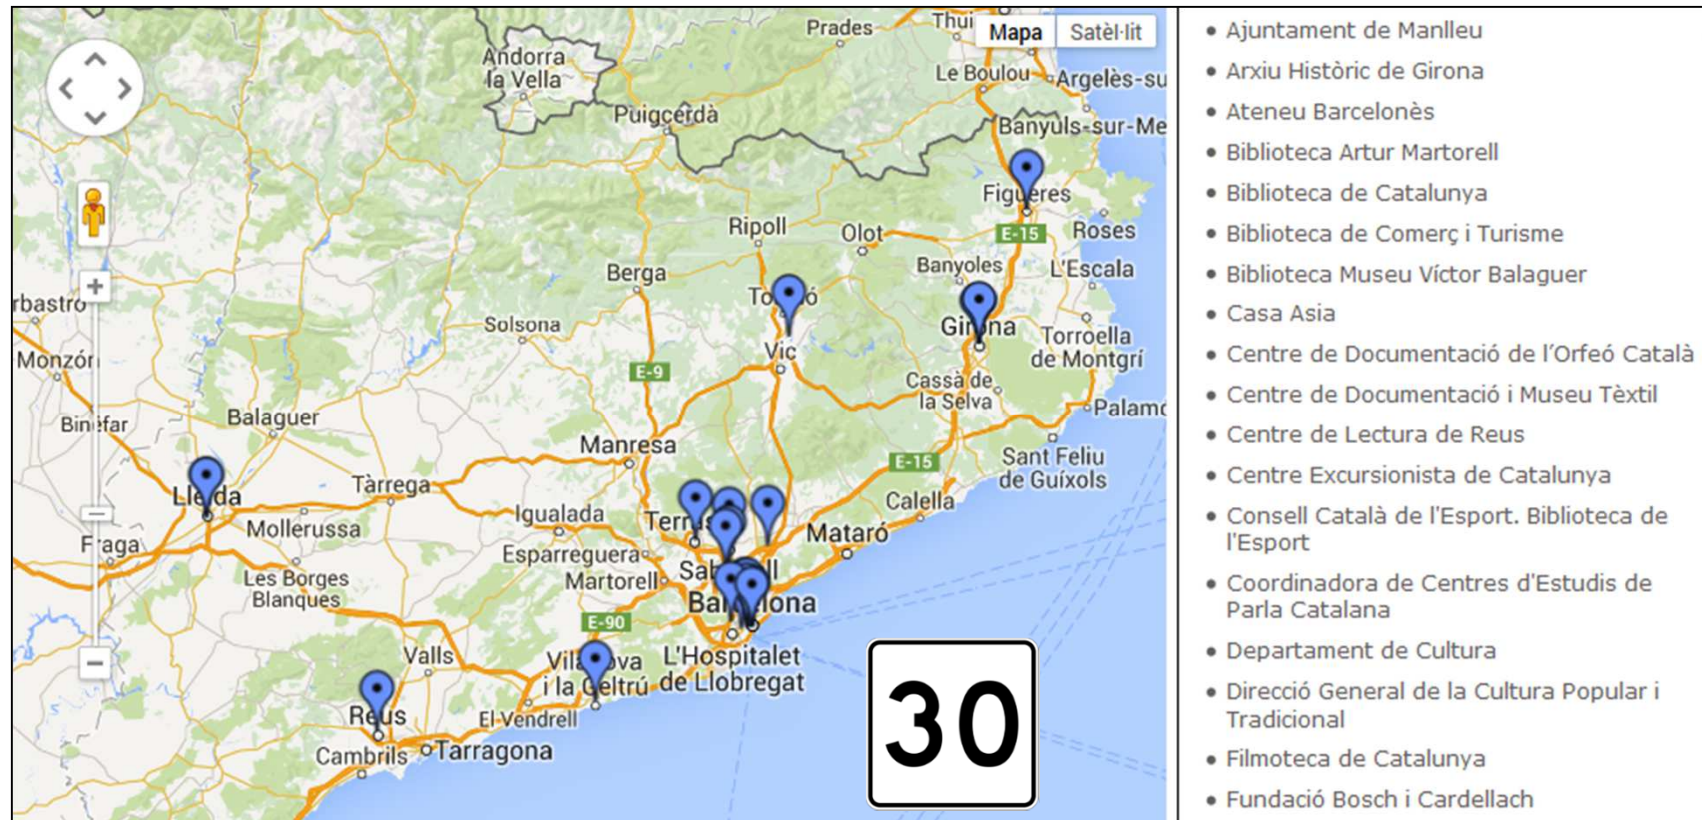 Mapa
Satèl·lit
Prades
Thui
Andorra
la Vella
Le Boulou
Argelès-su
Puigcerdà
Banyuls-sur-Me
Figueres
Ripoll
Olot
E-15
Roses
Banyoles
L'Escala
Berga
rbastro
Solsona
Girona
Torroella
de Montgrí
Monzón
Vic
E-9
Cassà de
la Selva
Palamó
Balaguer
Binéfar
Manresa
E-15
Sant Feliu
de Guíxols
Lleida
Tàrrega
Calella
Mollerussa
Igualada
Mataró
Fraga
Esparreguera
Les Borges
Blanques
Martorell
Barcelona
E-90
Valls
Vilanova
i la Geltrú
L'Hospitalet
de Llobregat
Reus
El Vendrell
Cambrils
Tarragona
30
• Ajuntament de Manlleu
• Arxiu Històric de Girona
• Ateneu Barcelonès
• Biblioteca Artur Martorell
• Biblioteca de Catalunya
• Biblioteca de Comerç i Turisme
• Biblioteca Museu Víctor Balaguer
• Casa Asia
• Centre de Documentació de l´Orfeó Català
• Centre de Documentació i Museu Tèxtil
• Centre de Lectura de Reus
• Centre Excursionista de Catalunya
• Consell Català de l'Esport. Biblioteca de
l'Esport
• Coordinadora de Centres d'Estudis de
Parla Catalana
• Departament de Cultura
• Direcció General de la Cultura Popular i
Tradicional
• Filmoteca de Catalunya
• Fundació Bosch i Cardellach